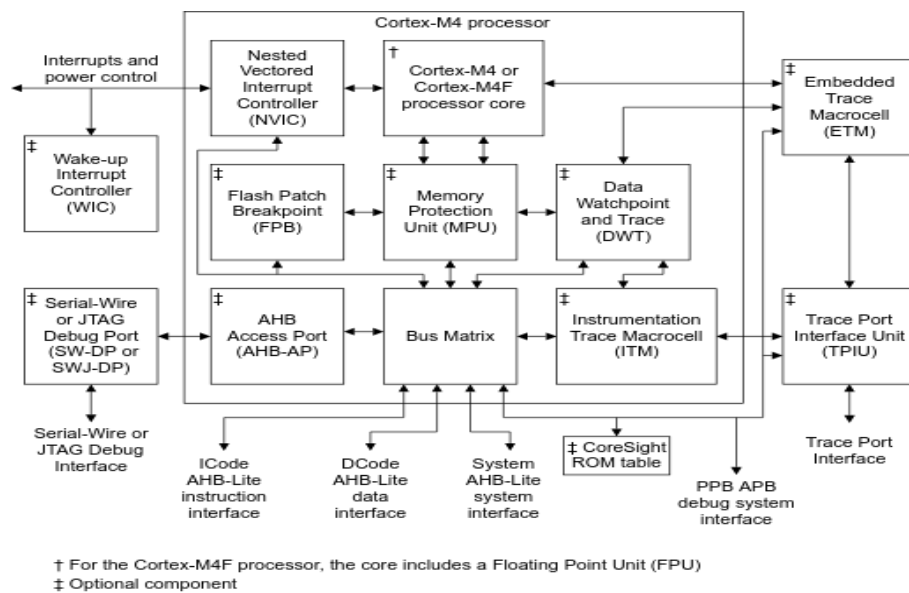 Cortex-M4 processor
Interrupts and
power control
Nested
Vectored
Interrupt
Controller
(NVIC)
†
Cortex-M4 or
Cortex-M4F
processor core
‡
Embedded
Trace
Macrocell
(ETM)
‡
Wake-up
Interrupt
Controller
(WIC)
‡
Flash Patch
Breakpoint
(FPB)
‡
Memory
Protection
Unit (MPU)
‡
Data
Watchpoint
and Trace
(DWT)
‡
Serial-Wire
or JTAG
Debug Port
(SW-DP or
SWJ-DP)
‡
AHB
Access Port
(AHB-AP)
Bus Matrix
‡
Instrumentation
Trace Macrocell
(ITM)
‡
Trace Port
Interface Unit
(TPIU)
Serial-Wire or
JTAG Debug
Interface
ICode
AHB-Lite
instruction
interface
DCode
AHB-Lite
data
interface
System
AHB-Lite
system
interface
‡ CoreSight
ROM table
PPB APB
debug system
interface
Trace Port
Interface
† For the Cortex-M4F processor, the core includes a Floating Point Unit (FPU)
‡ Optional component